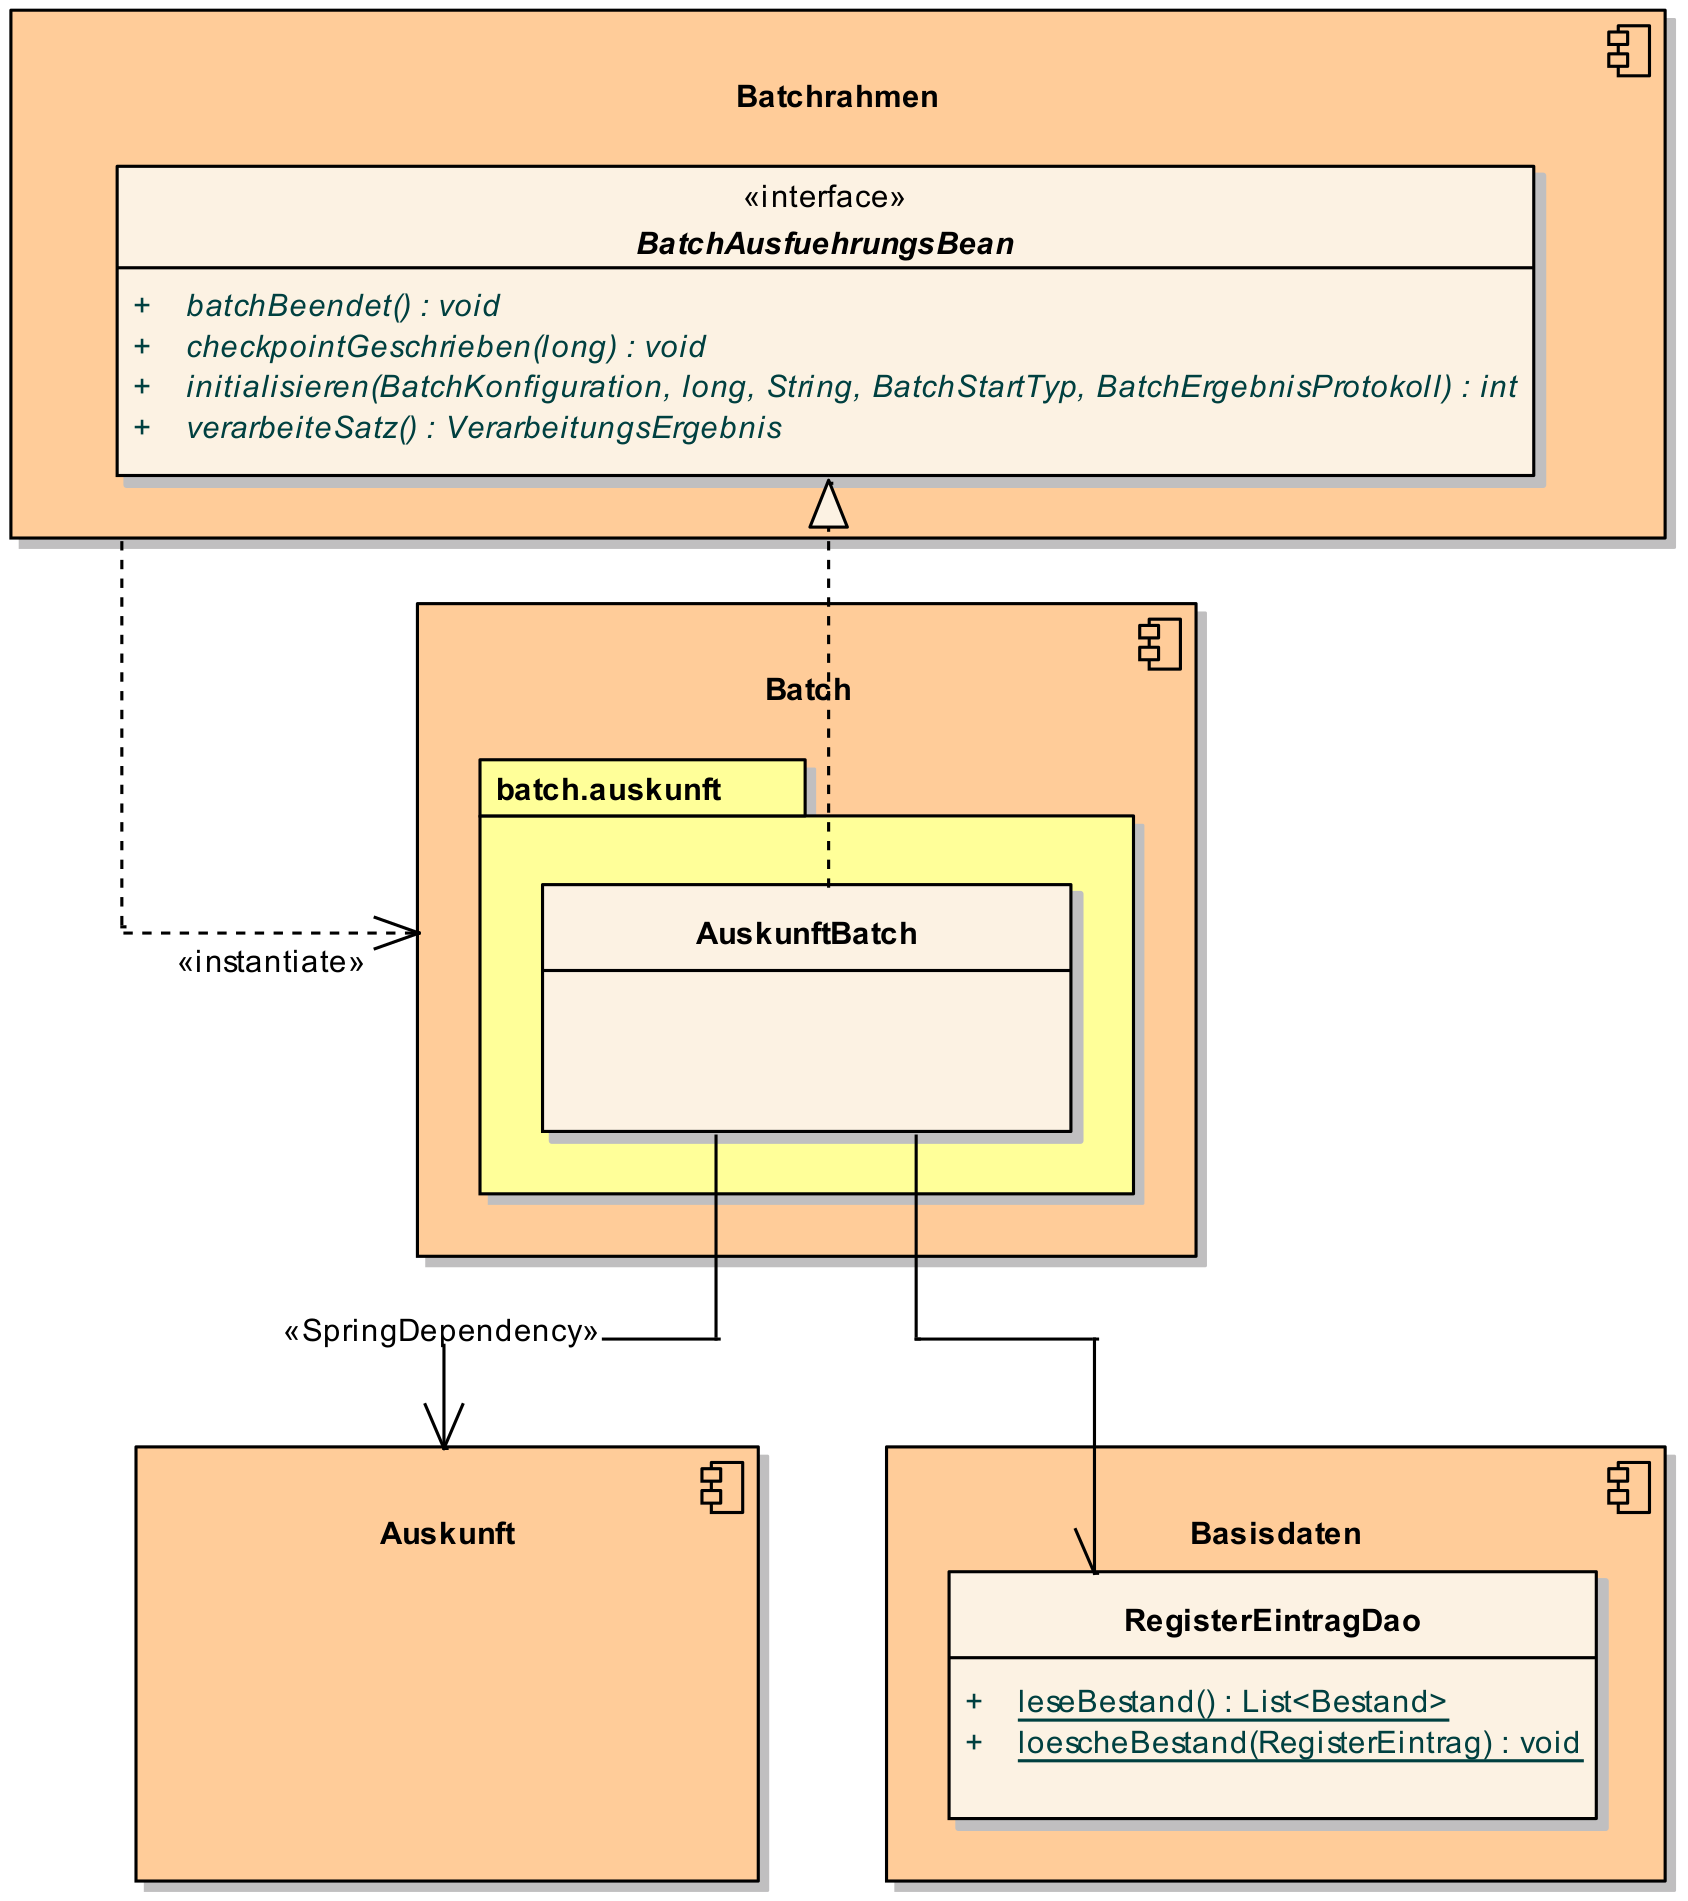 Batchrahmen
«interface»
BatchAusfuehrungsBean
+ batchBeendet() : void
+ checkpointGeschrieben(long) : void
+ initialisieren(BatchKonfiguration, long, String, BatchStartTyp, BatchErgebnisProtokoll) : int
+ verarbeiteSatz() : VerarbeitungsErgebnis
Batch
batch.auskunft
AuskunftBatch
«instantiate»
«SpringDependency»
Auskunft
Basisdaten
RegisterEintragDao
+ leseBestand() : List<Bestand>
+ loescheBestand(RegisterEintrag) : void